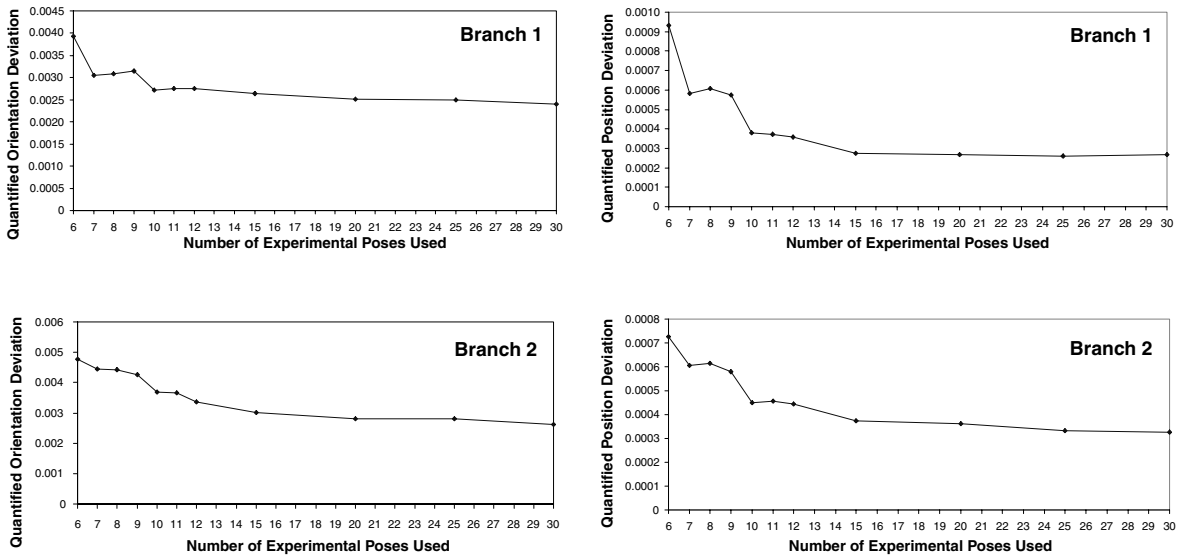 Quantified Orientation Deviation
0.0045
0.0040
0.0035
0.0030
0.0025
0.0020
0.0015
0.0010
0.0005
0
Branch 1
6 7 8 9 10 11 12 13 14 15 16 17 18 19 20 21 22 23 24 25 26 27 28 29 30
Number of Experimental Poses Used
Quantified Position Deviation
0.0010
0.0009
0.0008
0.0007
0.0006
0.0005
0.0004
0.0003
0.0002
0.0001
0
Branch 1
6 7 8 9 10 11 12 13 14 15 16 17 18 19 20 21 22 23 24 25 26 27 28 29 30
Number of Experimental Poses Used
Quantified Orientation Deviation
0.006
0.005
0.004
0.003
0.002
0.001
0
Branch 2
6 7 8 9 10 11 12 13 14 15 16 17 18 19 20 21 22 23 24 25 26 27 28 29 30
Number of Experimental Poses Used
Quantified Position Deviation
0.0008
0.0007
0.0006
0.0005
0.0004
0.0003
0.0002
0.0001
0
Branch 2
6 7 8 9 10 11 12 13 14 15 16 17 18 19 20 21 22 23 24 25 26 27 28 29 30
Number of Experimental Poses Used